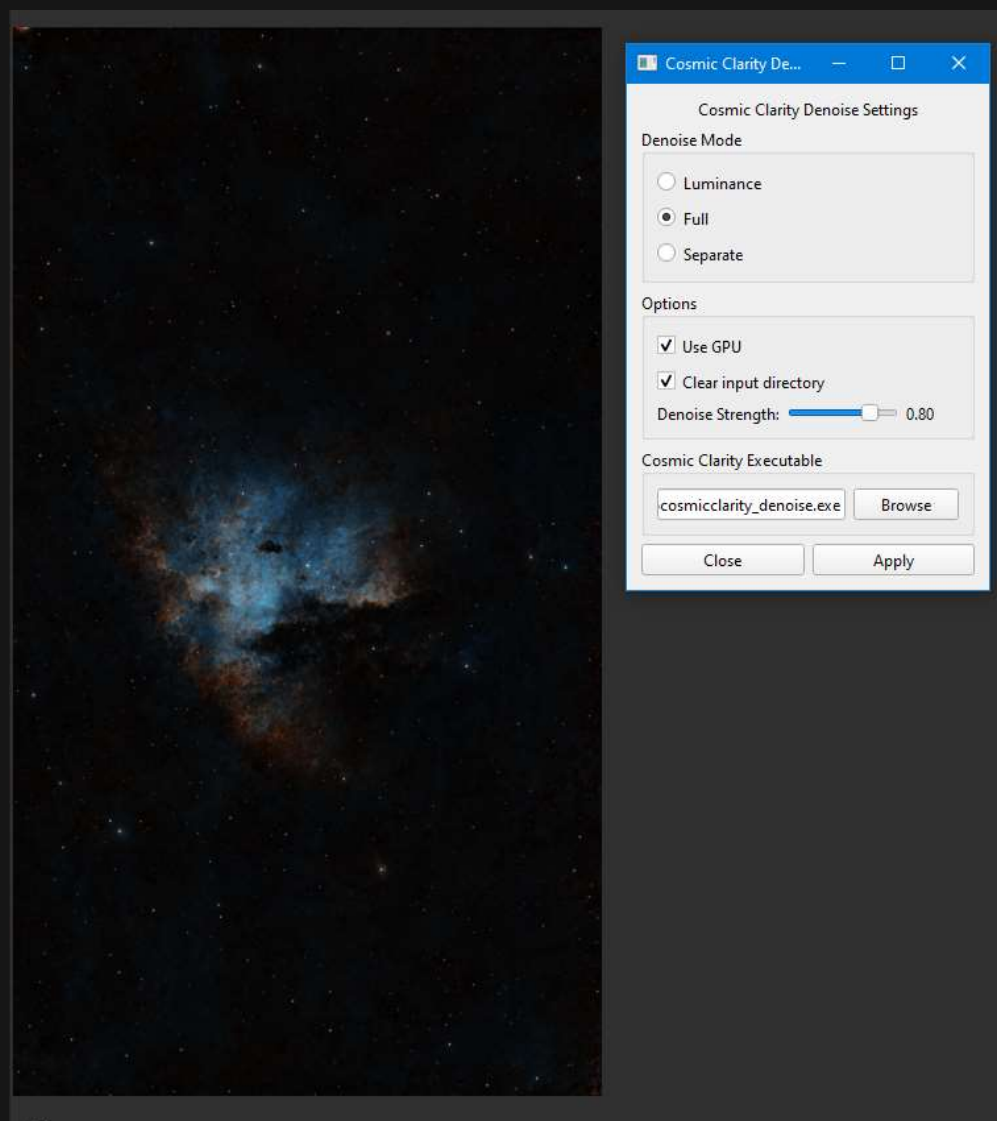 Cosmic Clarity De...
Cosmic Clarity Denoise Settings
Denoise Mode
Luminance
Full
Separate
Options
Use GPU
Clear input directory
Denoise Strength: 0.80
Cosmic Clarity Executable
cosmicclarity_denoise.exe Browse
Close Apply